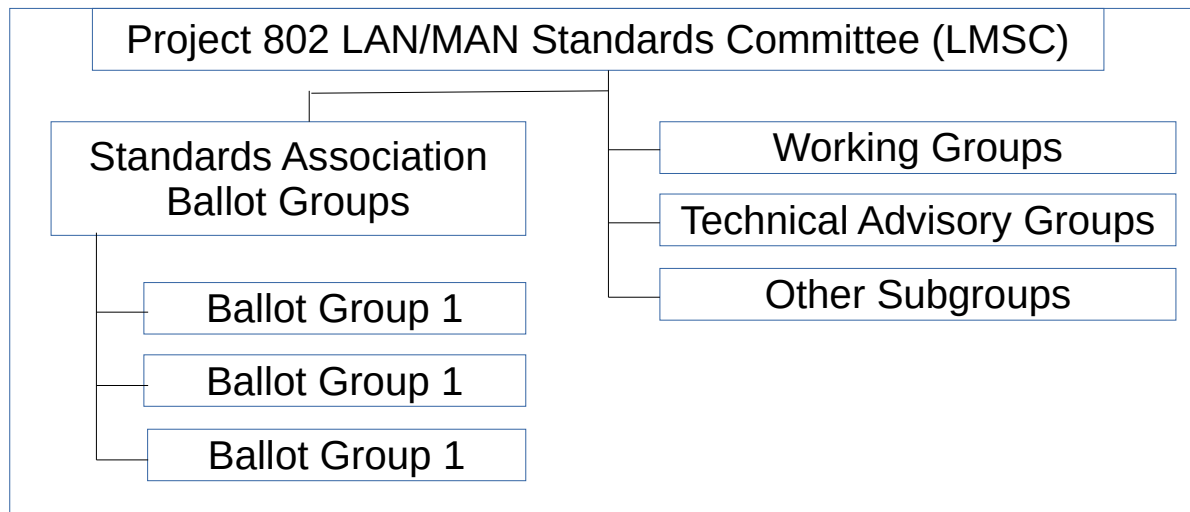 Project 802 LAN/MAN Standards Committee (LMSC)
Standards Association
Ballot Groups
Ballot Group 1
Ballot Group 1
Ballot Group 1
Working Groups
Technical Advisory Groups
Other Subgroups